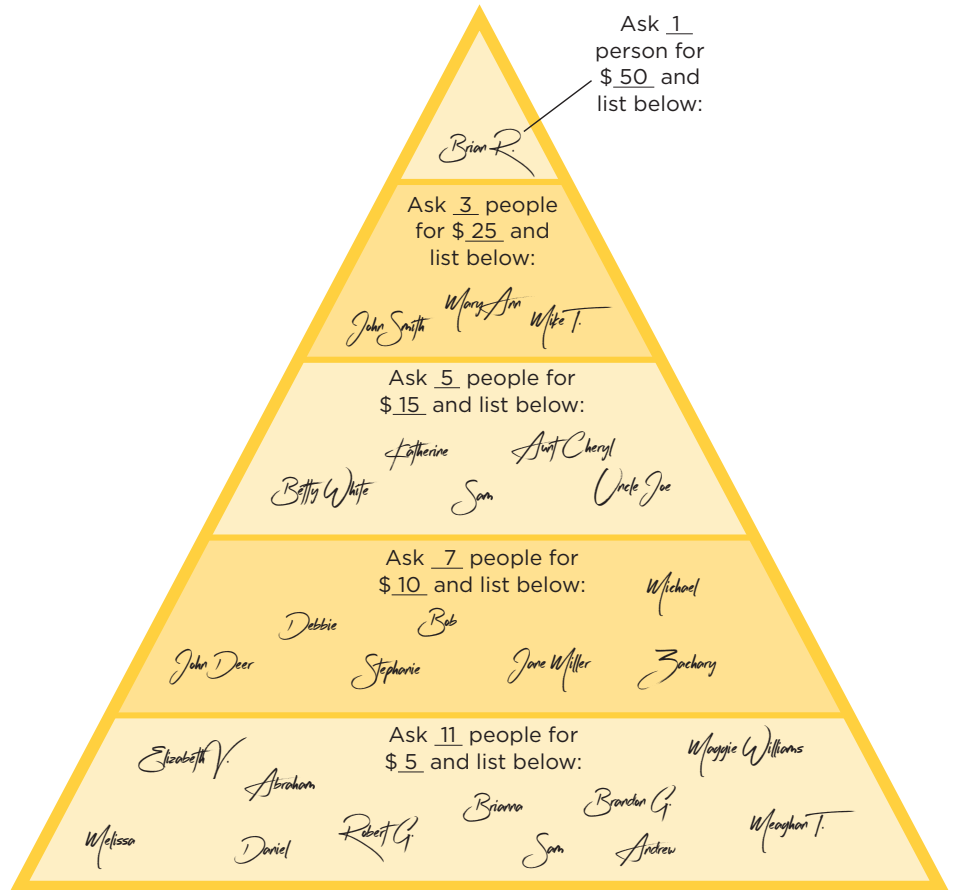 Ask 1
person for
$ 50 and
list below:
Brian R.
Ask 3 people
for $ 25 and
list below:
John Smith
Mary Ann
Mike T.
Ask 5 people for
$ 15 and list below:
Katherine
Aunt Cheryl
Betty White
Sam
Uncle Joe
Ask 7 people for
$ 10 and list below:
Michael
Debbie
Bob
John Deer
Stephanie
Jane Miller
Zachary
Ask 11 people for
$ 5 and list below:
Elizabeth V.
Maggie Williams
Abraham
Brianna
Brandon G.
Melissa
Daniel
Robert G.
Sam
Andrew
Meaghan T.